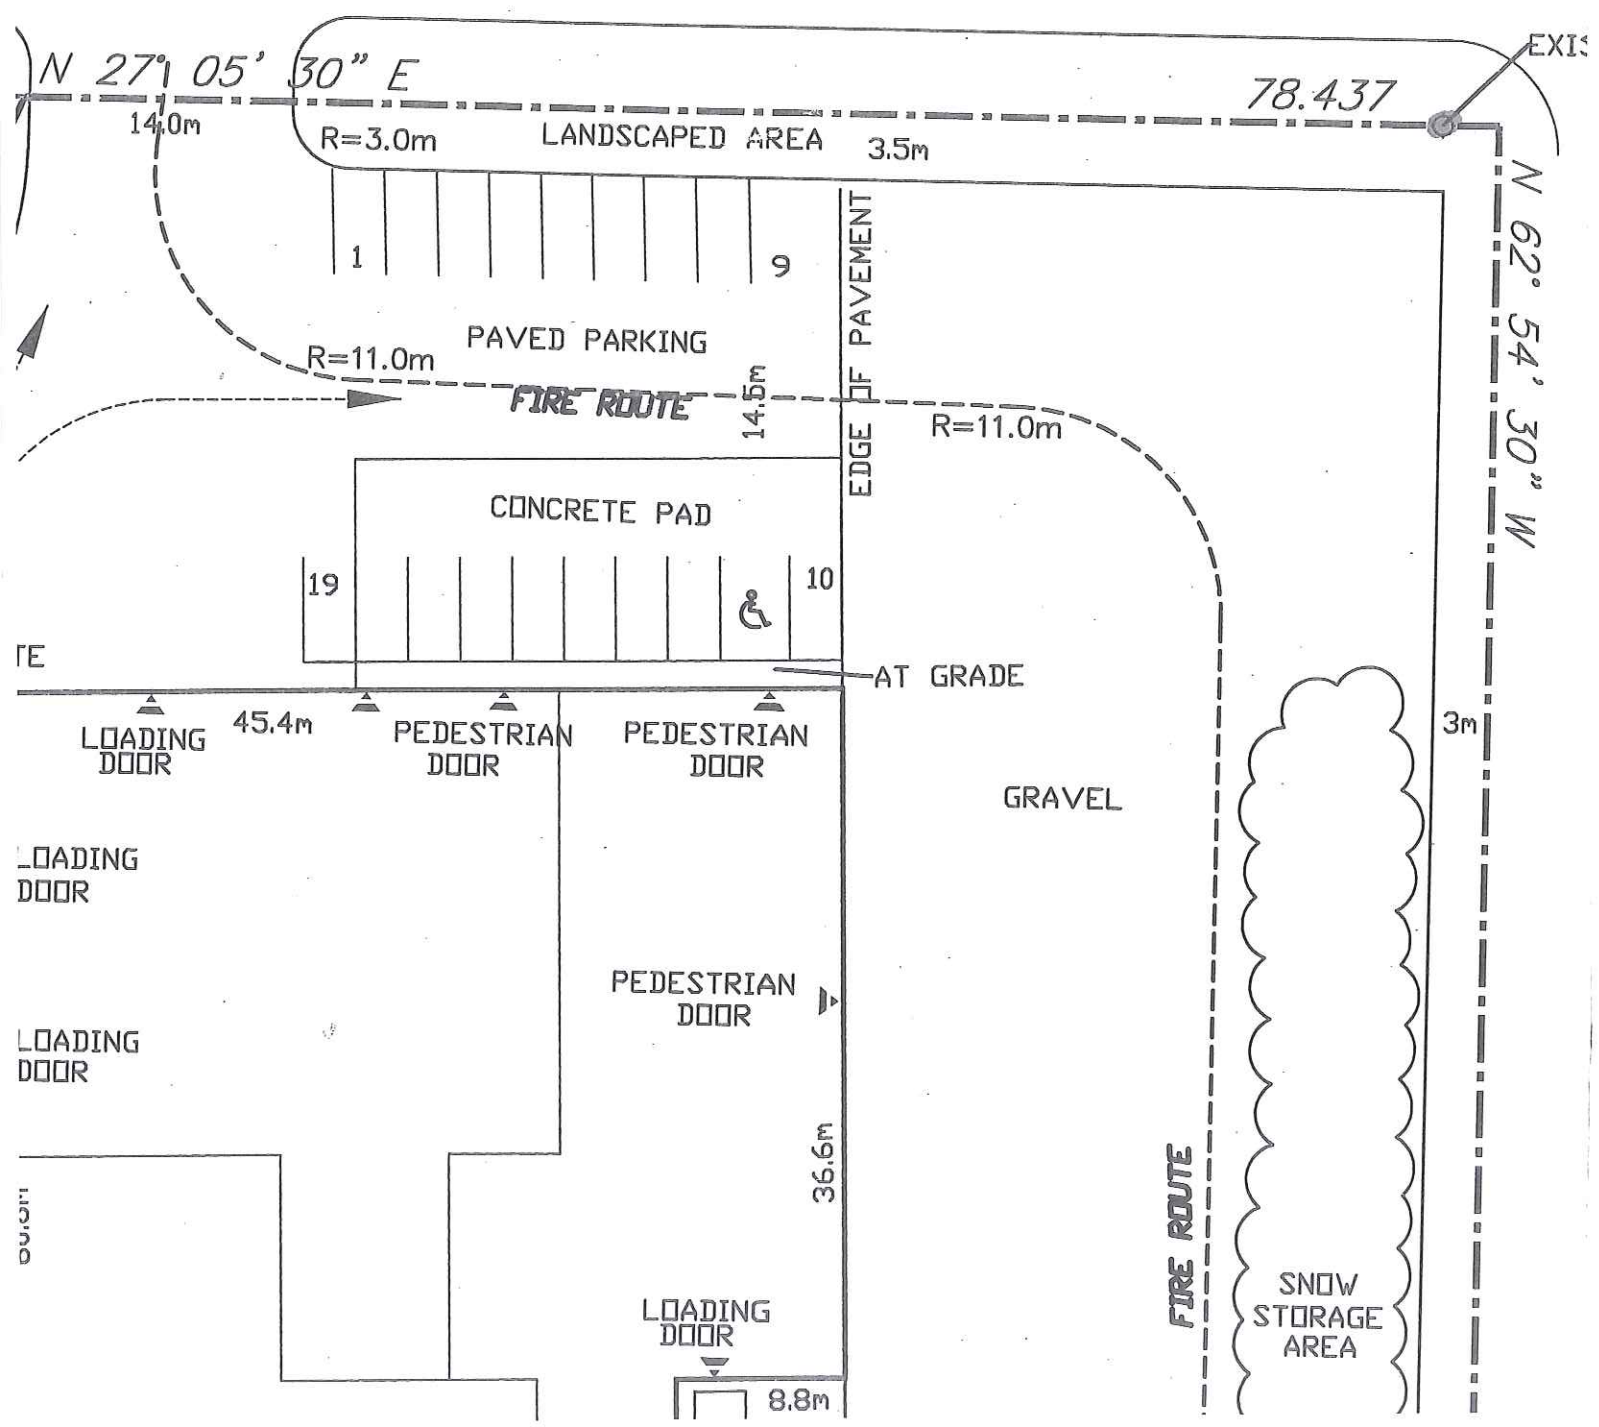 EXIS
N 27° 05' 30" E
78.437
14.0m
R=3.0m
LANDSCAPED AREA
3.5m
N 62° 54' 30" W
1
9
EDGE OF PAVEMENT
PAVED PARKING
R=11.0m
FIRE ROUTE
14.5m
R=11.0m
CONCRETE PAD
19
10
TE
AT GRADE
45.4m
LOADING
DOOR
PEDESTRIAN
DOOR
PEDESTRIAN
DOOR
3m
GRAVEL
LOADING
DOOR
PEDESTRIAN
DOOR
LOADING
DOOR
36.6m
FIRE ROUTE
SNOW
STORAGE
AREA
LOADING
DOOR
8.8m